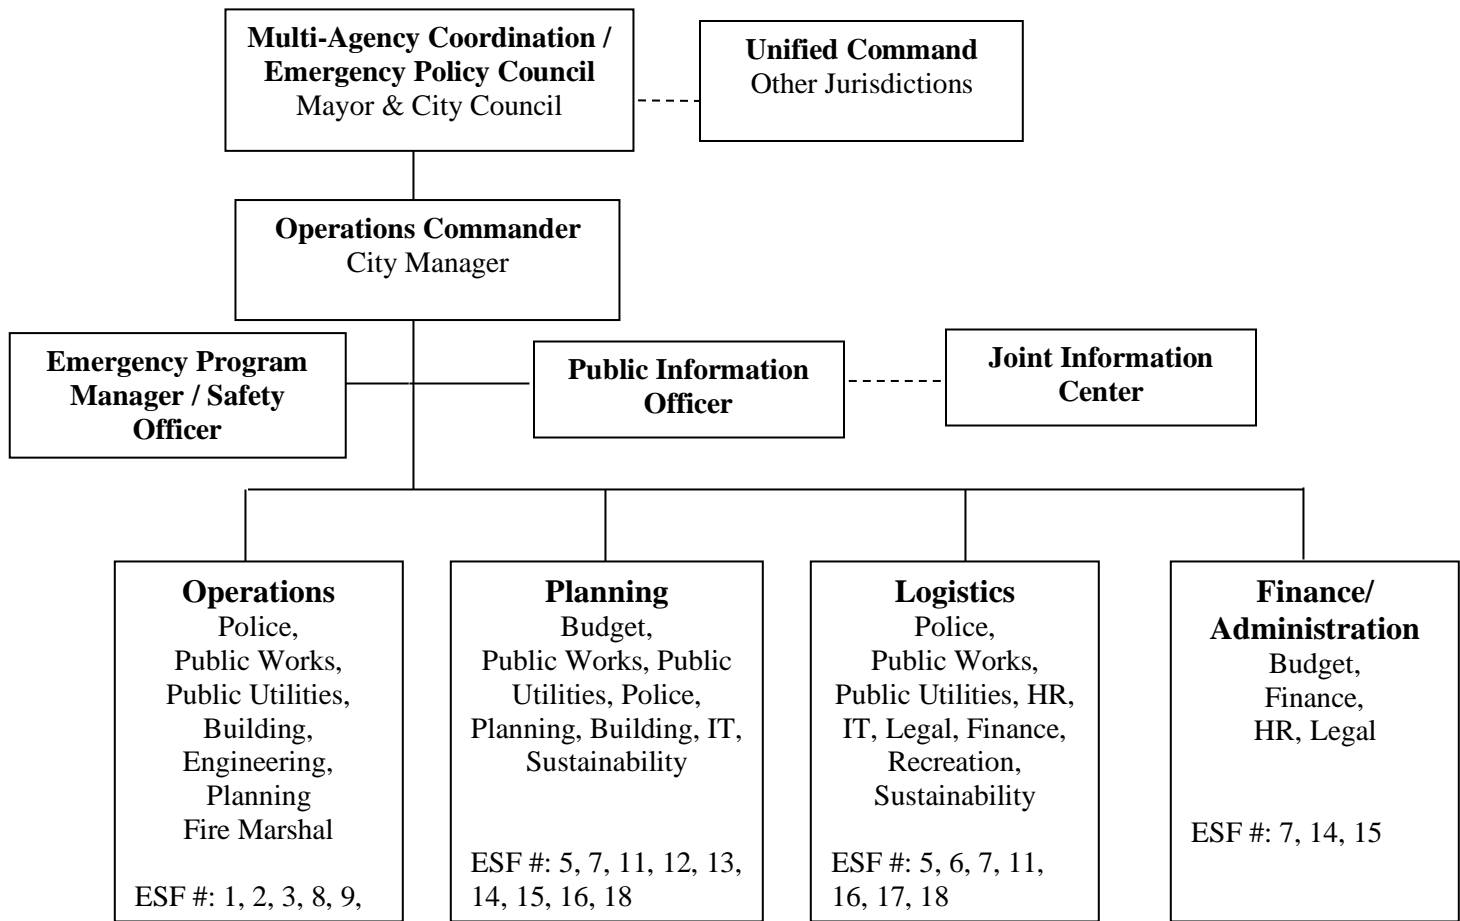 Multi-Agency Coordination /
Emergency Policy Council
Mayor & City Council
Unified Command
Other Jurisdictions
Operations Commander
City Manager
Emergency Program
Manager / Safety
Officer
Public Information
Officer
Joint Information
Center
Operations
Police,
Public Works,
Public Utilities,
Building,
Engineering,
Planning
Fire Marshal
ESF #: 1, 2, 3, 8, 9,
Planning
Budget,
Public Works, Public
Utilities, Police,
Planning, Building, IT,
Sustainability
ESF #: 5, 7, 11, 12, 13,
14, 15, 16, 18
Logistics
Police,
Public Works,
Public Utilities, HR,
IT, Legal, Finance,
Recreation,
Sustainability
ESF #: 5, 6, 7, 11,
16, 17, 18
Finance/
Administration
Budget,
Finance,
HR, Legal
ESF #: 7, 14, 15